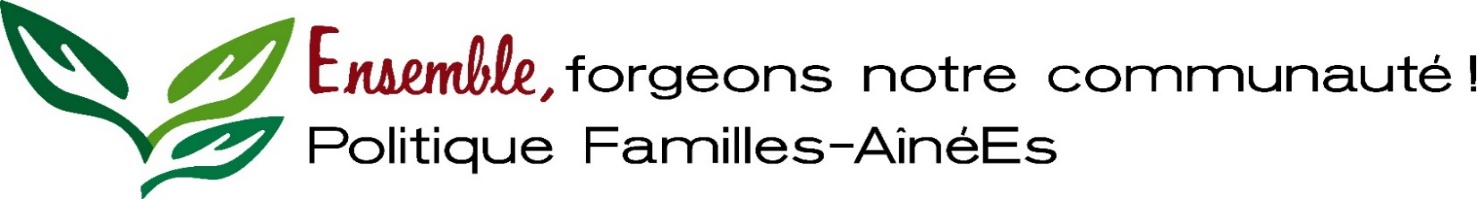 Ensemble, forgeons notre communauté !
Politique Familles-AînéEs